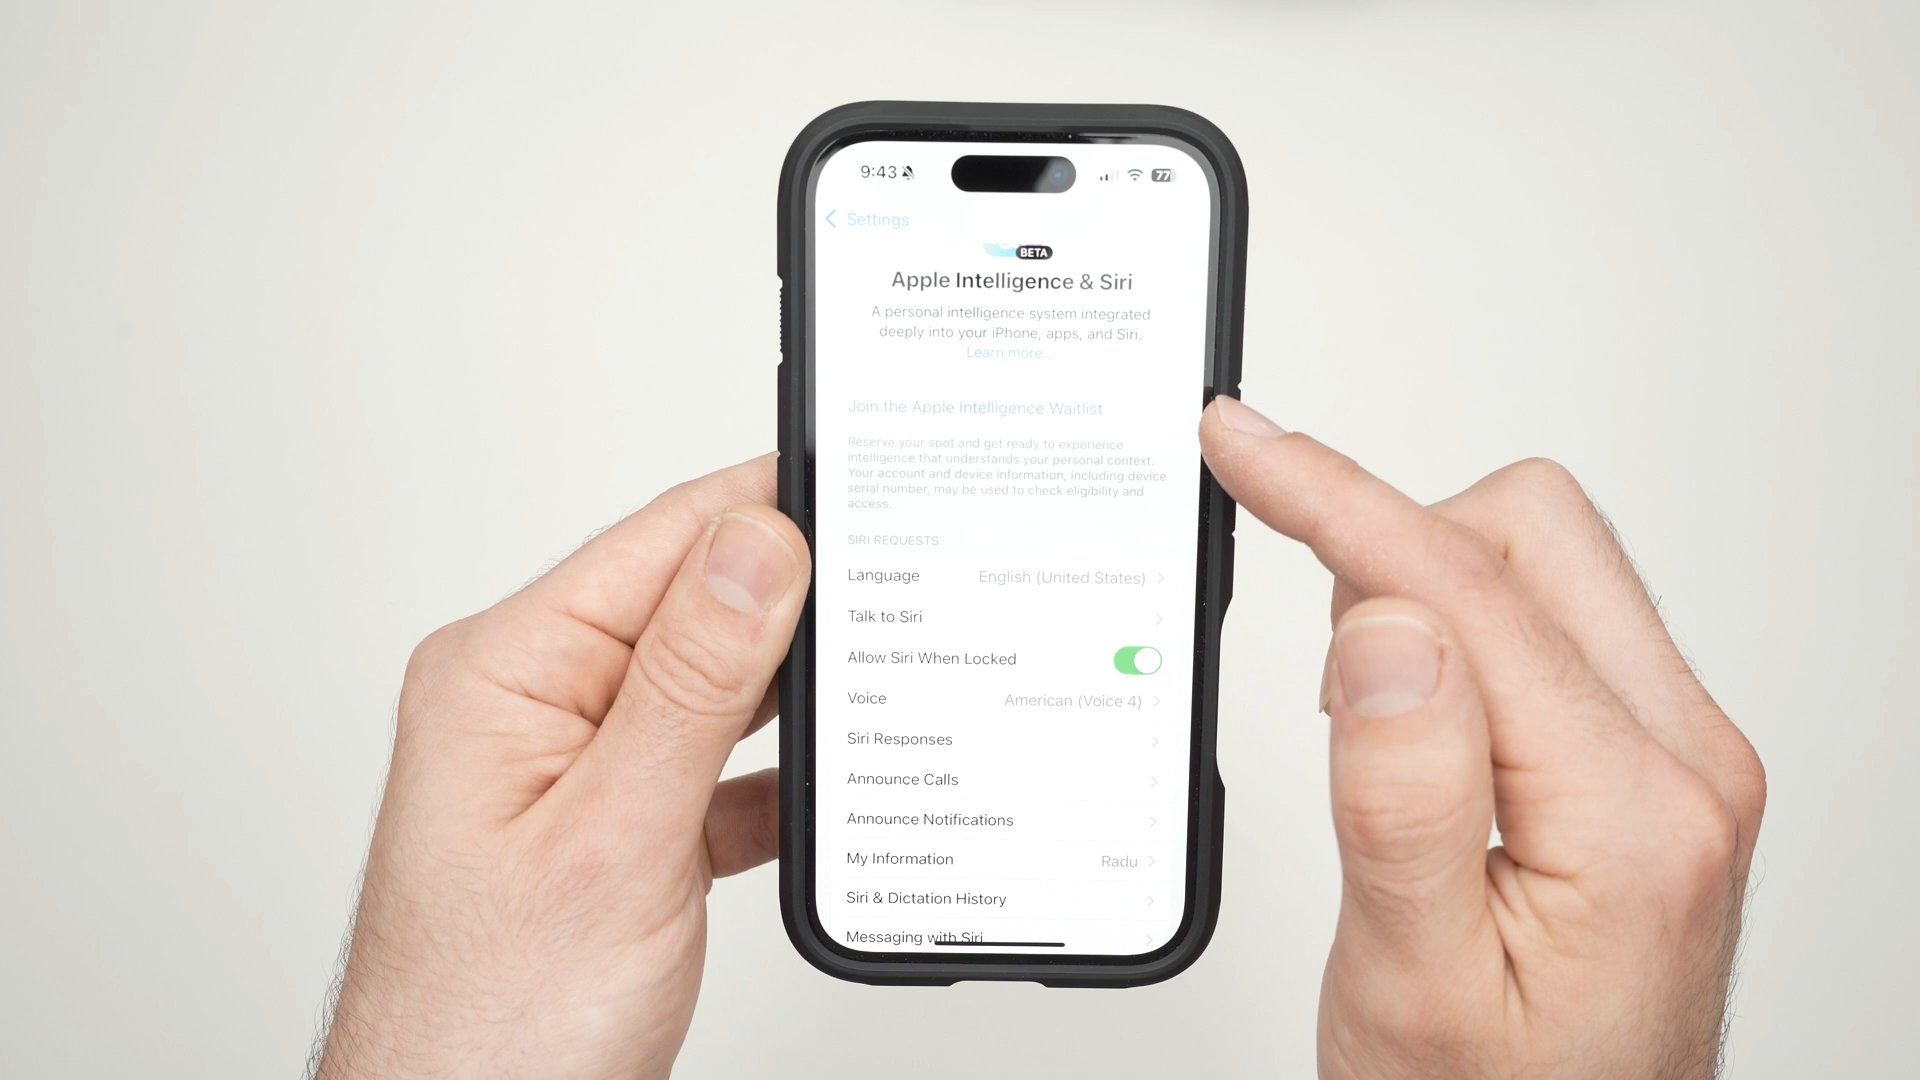 9:43
77
Settings
BETA
Apple Intelligence & Siri
A personal intelligence system integrated
deeply into your iPhone, apps, and Siri.
Learn more...
Join the Apple Intelligence Waitlist
Reserve your spot and get ready to experience
intelligence that understands your personal context.
Your account and device information, including device
serial number, may be used to check eligibility and
access.
SIRI REQUESTS
Language English (United States)
Talk to Siri
Allow Siri When Locked
Voice American (Voice 4)
Siri Responses
Announce Calls
Announce Notifications
My Information Radu
Siri & Dictation History
Messaging with Siri